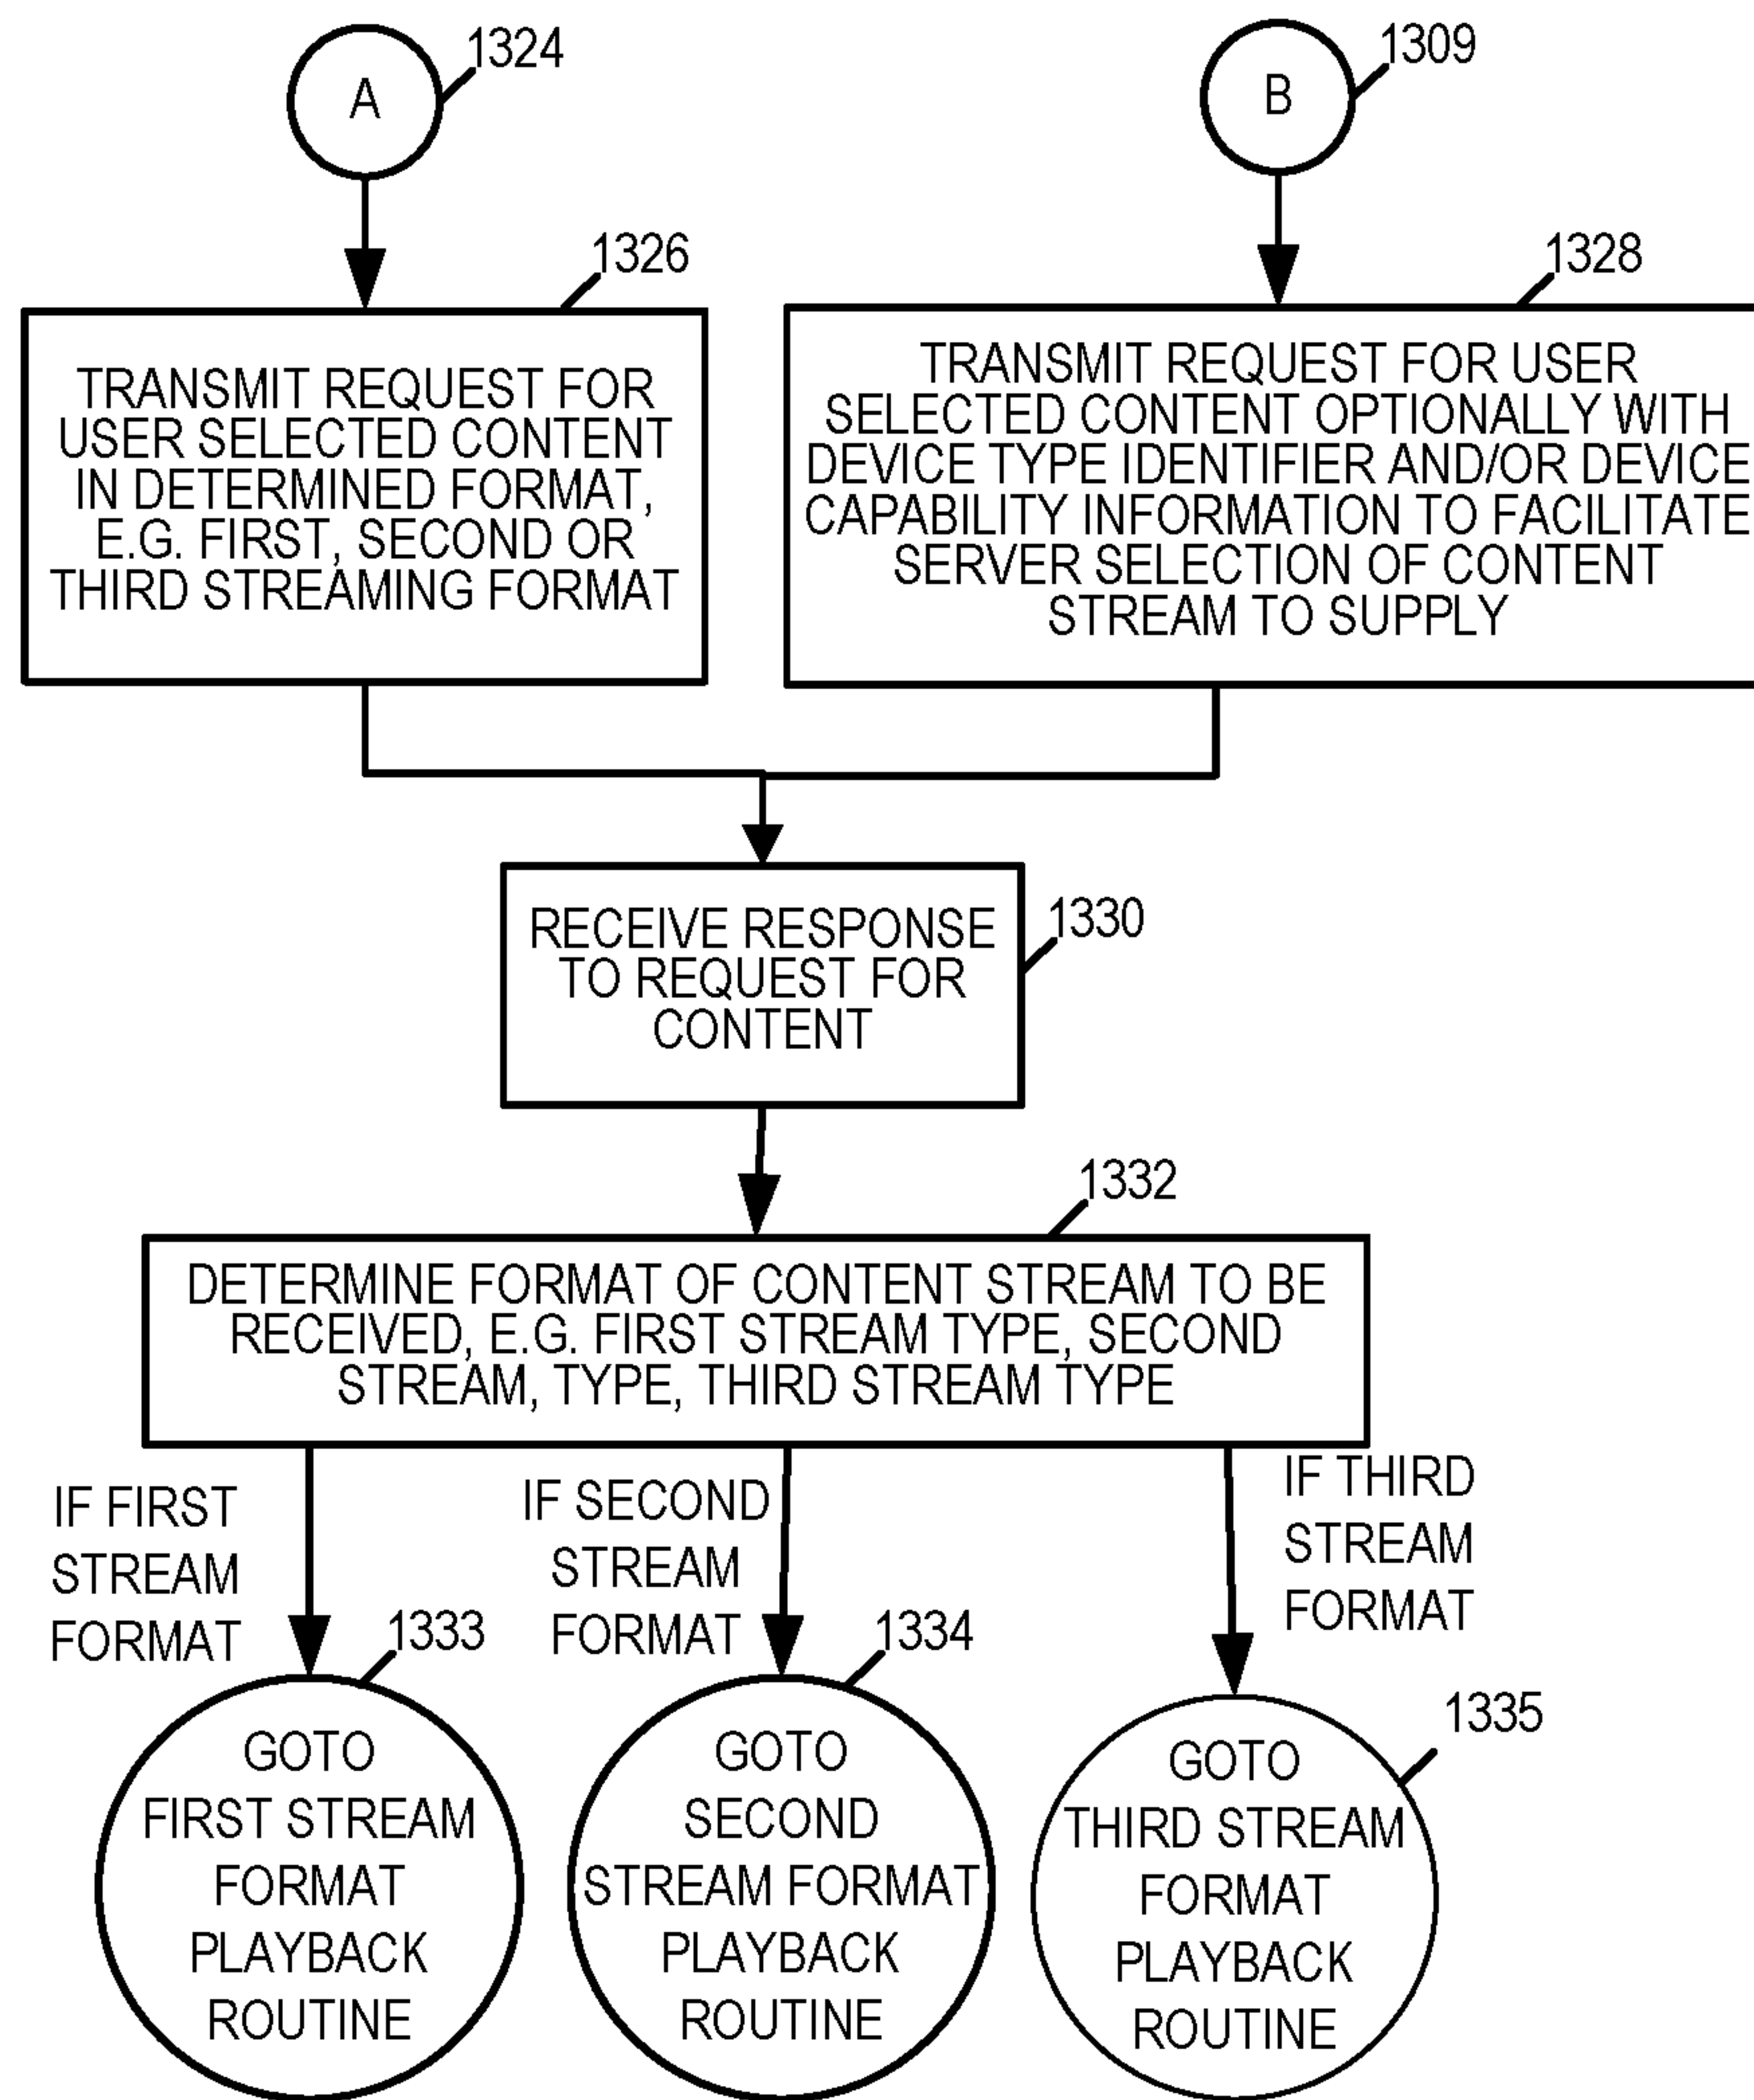 A
1324
B
1309
1326
TRANSMIT REQUEST FOR
USER SELECTED CONTENT
IN DETERMINED FORMAT,
E.G. FIRST, SECOND OR
THIRD STREAMING FORMAT
1328
TRANSMIT REQUEST FOR USER
SELECTED CONTENT OPTIONALLY WITH
DEVICE TYPE IDENTIFIER AND/OR DEVICE
CAPABILITY INFORMATION TO FACILITATE
SERVER SELECTION OF CONTENT
STREAM TO SUPPLY
RECEIVE RESPONSE
TO REQUEST FOR
CONTENT
1330
1332
DETERMINE FORMAT OF CONTENT STREAM TO BE
RECEIVED, E.G. FIRST STREAM TYPE, SECOND
STREAM, TYPE, THIRD STREAM TYPE
IF FIRST
STREAM
FORMAT
IF SECOND
STREAM
FORMAT
IF THIRD
STREAM
FORMAT
1333
GOTO
FIRST STREAM
FORMAT
PLAYBACK
ROUTINE
1334
GOTO
SECOND
STREAM FORMAT
PLAYBACK
ROUTINE
1335
GOTO
THIRD STREAM
FORMAT
PLAYBACK
ROUTINE